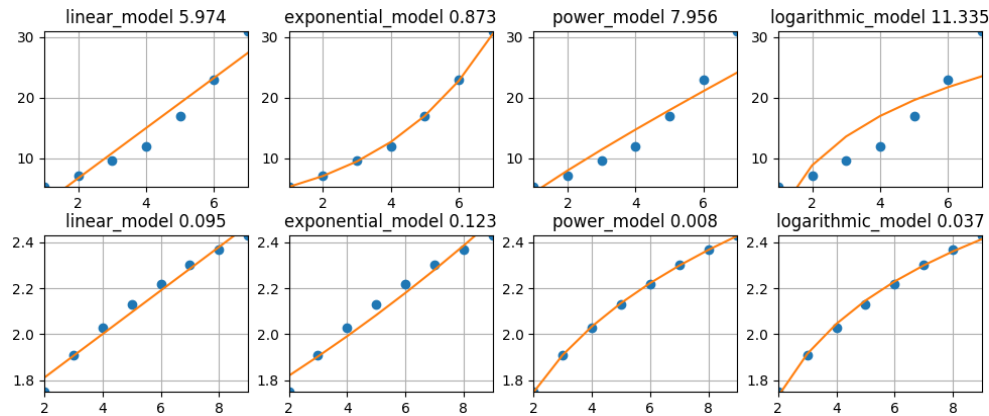 linear_model 5.974
exponential_model 0.873
power_model 7.956
logarithmic_model 11.335
30
20
10
2 4 6
30
20
10
2 4 6
30
20
10
2 4 6
30
20
10
2 4 6
linear_model 0.095
exponential_model 0.123
power_model 0.008
logarithmic_model 0.037
2.4
2.2
2.0
1.8
2 4 6 8
2.4
2.2
2.0
1.8
2 4 6 8
2.4
2.2
2.0
1.8
2 4 6 8
2.4
2.2
2.0
1.8
2 4 6 8